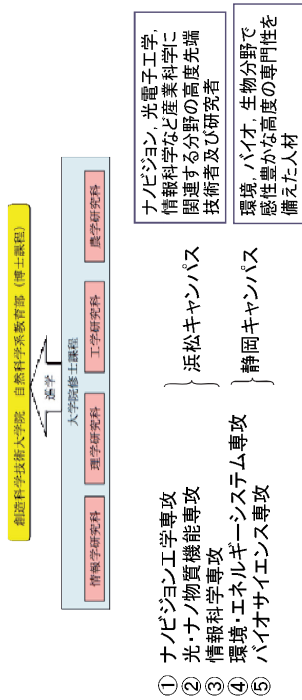 創造科学技術大学院 自然科学系教育部 (博士課程)
進学
大学院修士課程
情報学研究科
理学研究科
工学研究科
農学研究科
① ナノビジョン工学専攻
② 光・ナノ物質機能専攻
③ 情報科学専攻
④ 環境・エネルギーシステム専攻
⑤ バイオサイエンス専攻
浜松キャンパス
静岡キャンパス
ナノビジョン, 光電子工学,
情報科学など産業科学に
関連する分野の高度先端
技術者及び研究者
環境, バイオ, 生物分野で
感性豊かな高度の専門性を
備えた人材